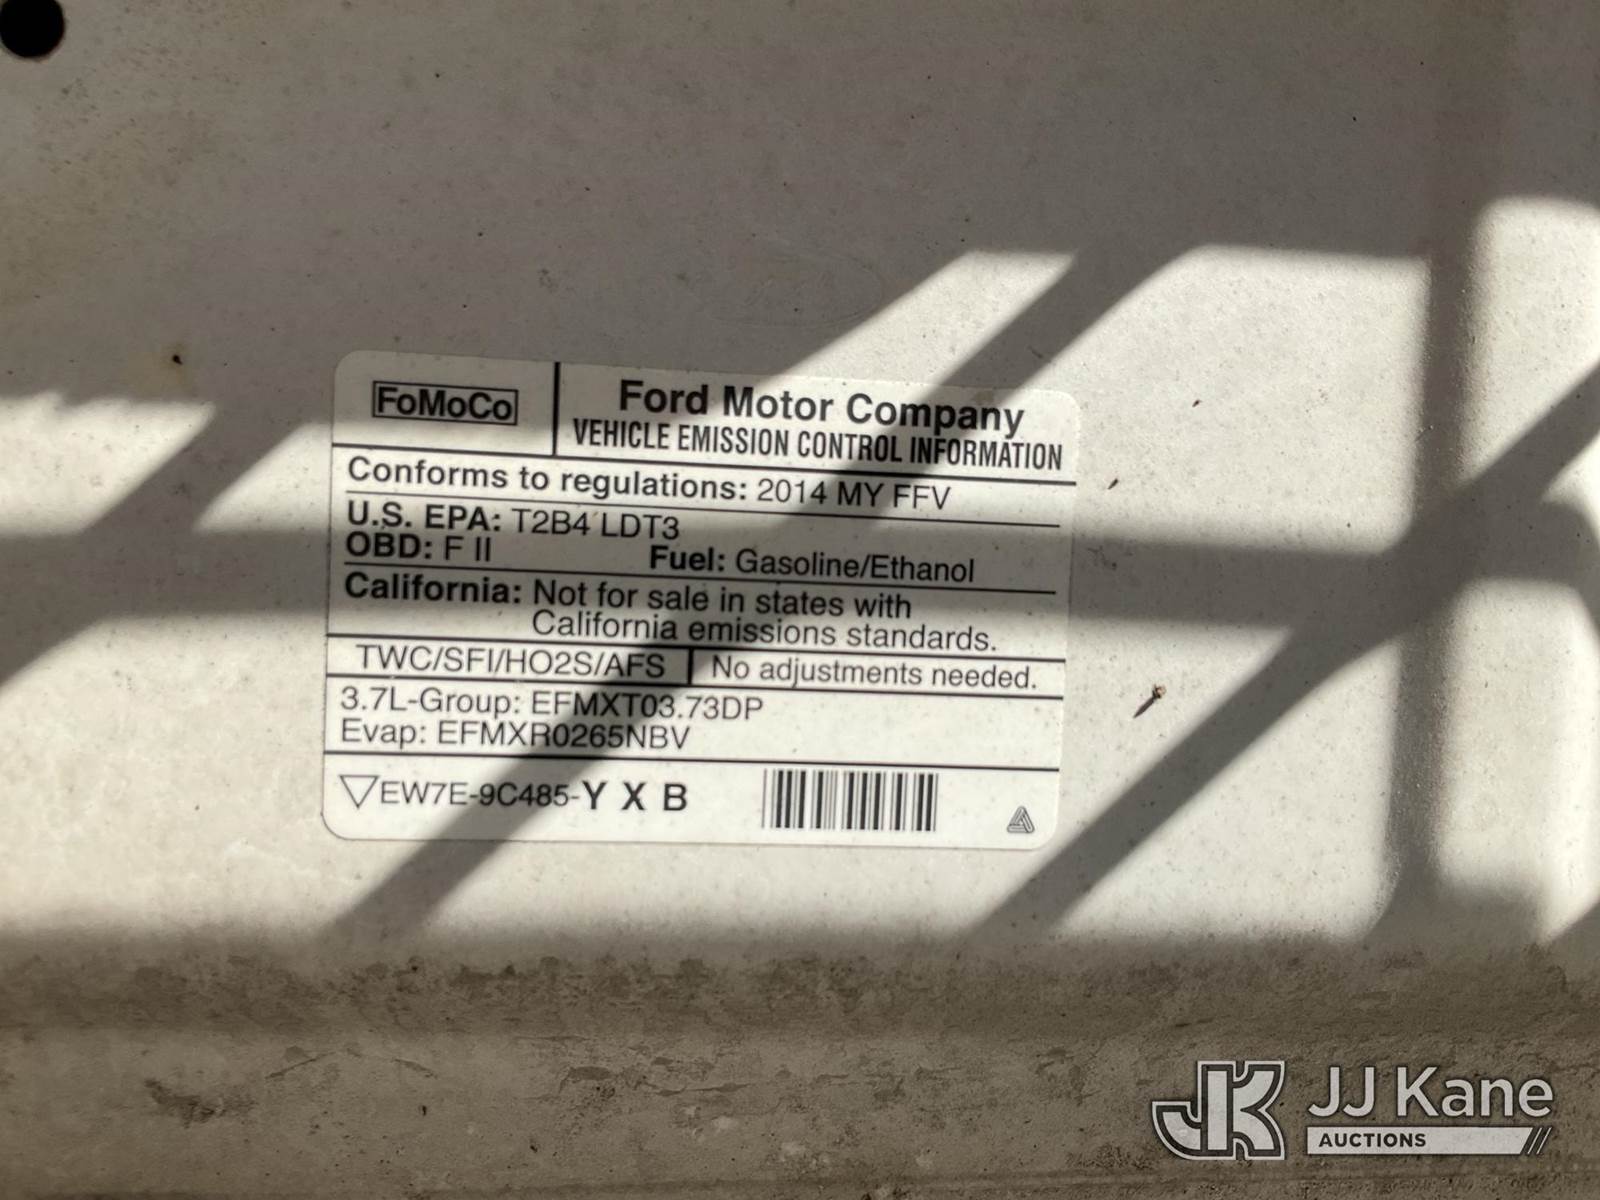 FoMoCo
Ford Motor Company
VEHICLE EMISSION CONTROL INFORMATION
Conforms to regulations: 2014 MY FFV
U.S. EPA: T2B4 LDT3
OBD: F II Fuel: Gasoline/Ethanol
California: Not for sale in states with
California emissions standards.
TWC/SFI/HO2S/AFS No adjustments needed.
3.7L-Group: EFMXT03.73DP
Evap: EFMXR0265NBV
EW7E-9C485-Y X B
JK JJ Kane
AUCTIONS